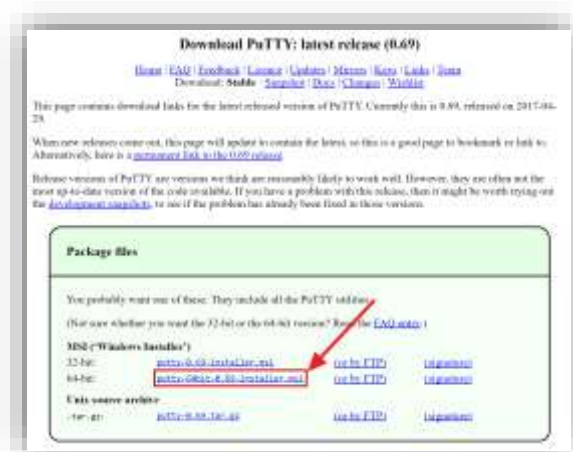 Download PuTTY: latest release (0.69)
Home | FAQ | Feedback | Licence | Updates | Mirrors | Keys | Links | Team
Download: Stable · Snapshot | Docs | Changes | Wishlist
This page contains download links for the latest released version of PuTTY. Currently this is 0.69, released on 2017-04-
29.
When new releases come out, this page will update to contain the latest, so this is a good page to bookmark or link to.
Alternatively, here is a permanent link to the 0.69 release.
Release versions of PuTTY are versions we think are reasonably likely to work well. However, they are often not the
most up-to-date version of the code available. If you have a problem with this release, then it might be worth trying out
the development snapshots, to see if the problem has already been fixed in those versions.
Package files
You probably want one of these. They include all the PuTTY utilities.
(Not sure whether you want the 32-bit or the 64-bit version? Read the FAQ entry.)
MSI ('Windows Installer')
32-bit: putty-0.69-installer.msi (or by FTP) (signature)
64-bit: putty-64bit-0.69-installer.msi (or by FTP) (signature)
Unix source archive
.tar.gz: putty-0.69.tar.gz (or by FTP) (signature)